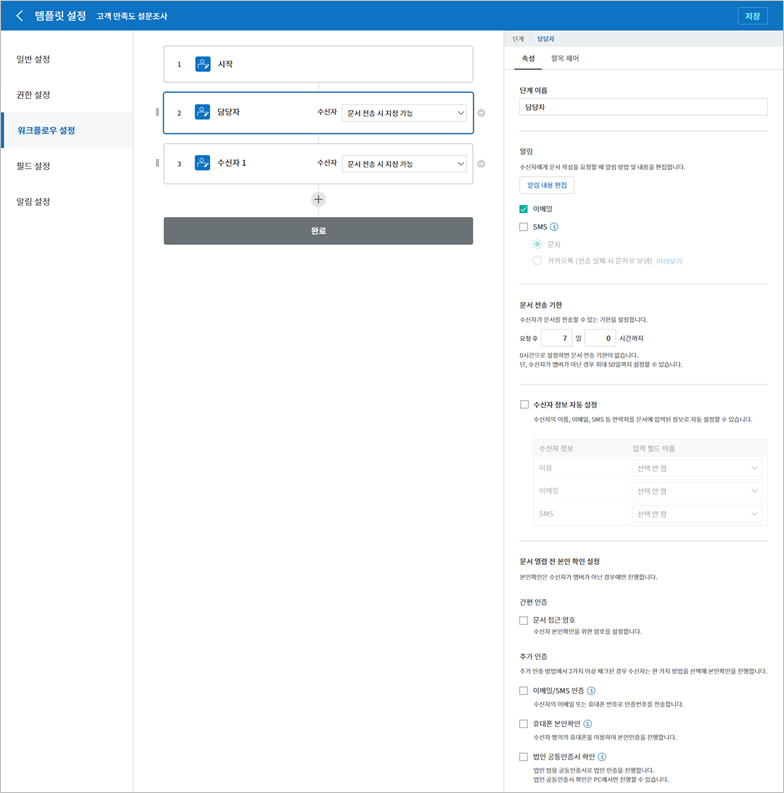 템플릿 설정 고객 만족도 설문조사
저장
일반 설정
권한 설정
워크플로우 설정
필드 설정
알림 설정
1 시작
2 담당자 수신자 문서 전송 시 지정 가능
3 수신자 1 수신자 문서 전송 시 지정 가능
완료
단계 담당자
속성 항목 제어
단계 이름
담당자
알림
수신자에게 문서 작성을 요청할 때 알림 방법 및 내용을 편집합니다.
알림 내용 편집
이메일
SMS
문자
카카오톡 (전송 실패 시 문자로 보냄) 미리보기
문서 전송 기한
수신자가 문서를 전송할 수 있는 기한을 설정합니다.
요청 후 7 일 0 시간까지
0시간으로 설정하면 문서 전송 기한이 없습니다.
단, 수신자가 멤버가 아닌 경우 최대 50일까지 설정할 수 있습니다.
수신자 정보 자동 설정
수신자의 이름, 이메일, SMS 등 연락처를 문서에 입력된 정보로 자동 설정할 수 있습니다.
수신자 정보 입력 필드 이름
이름 선택 안 함
이메일 선택 안 함
SMS 선택 안 함
문서 열람 전 본인 확인 설정
본인확인은 수신자가 멤버가 아닌 경우에만 진행합니다.
간편 인증
문서 접근 암호
수신자 본인확인을 위한 암호를 설정합니다.
추가 인증
추가 인증 방법에서 2가지 이상 체크된 경우 수신자는 한 가지 방법을 선택해 본인확인을 진행합니다.
이메일/SMS 인증
수신자의 이메일 또는 휴대폰 번호로 인증번호를 전송합니다.
휴대폰 본인확인
수신자 명의의 휴대폰을 이용하여 본인인증을 진행합니다.
법인 공동인증서 확인
법인 범용 공동인증서로 법인 인증을 진행합니다.
법인 공동인증서 확인은 PC에서만 진행할 수 있습니다.